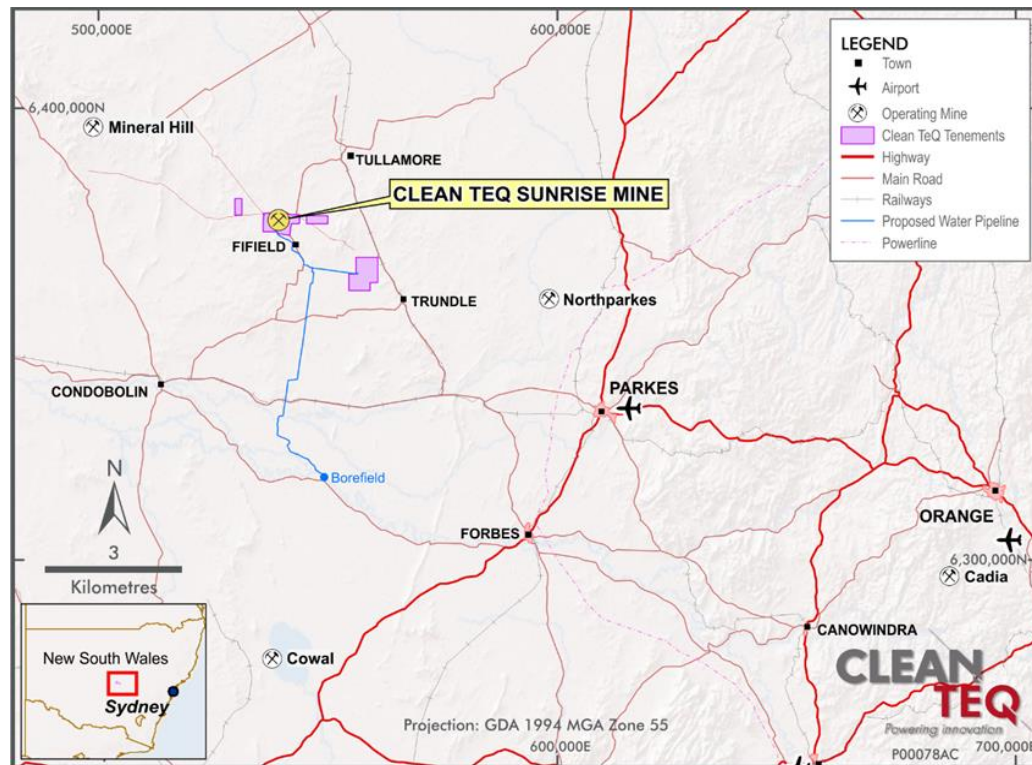 500,000E
600,000E
LEGEND
Town
Airport
Operating Mine
Clean TeQ Tenements
Highway
Main Road
Railways
Proposed Water Pipeline
Powerline
6,400,000N
Mineral Hill
TULLAMORE
CLEAN TEQ SUNRISE MINE
FIFIELD
TRUNDLE
Northparkes
CONDOBOLIN
PARKES
N
Borefield
3
Kilometres
FORBES
ORANGE
6,300,000N
Cadia
New South Wales
Sydney
Cowal
CANOWINDRA
CLEAN
TEQ
Powering innovation
Projection: GDA 1994 MGA Zone 55
600,000E
700,000E
P00078AC